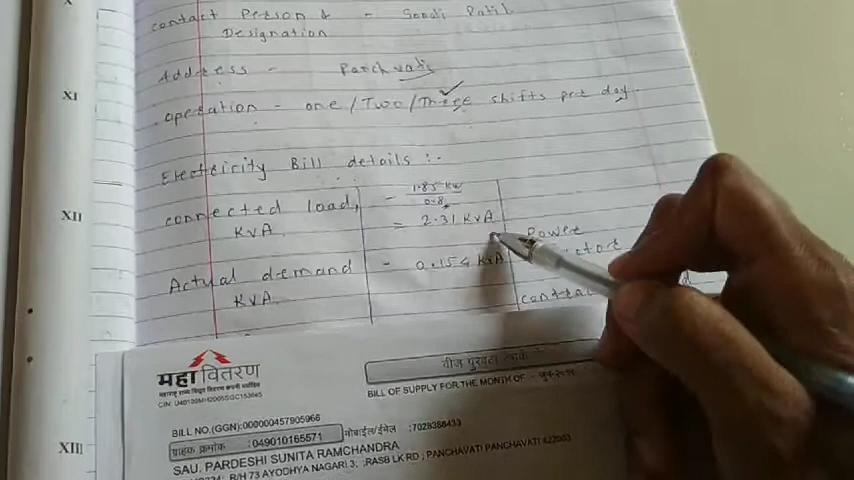 contact Person & - Sonali Patil
Designation
XI
Address - Panchvati
operation - one / Two / Three shifts per day.
XII
Electricity Bill details :-
connected load, - 1.85 KW
KVA 0.8
= 2.31 KVA
Power
Actual demand - 0.154 KVA
KVA
महावितरण
BILL OF SUPPLY FOR THE MONTH OF
BILL NO.(GGN):000000457905966
ग्राहक क्रमांक :049010165571
मोबाईल/ईमेल :7028388433
XIII
SAU. PARDESHI SUNITA RAMCHANDRA
R/H 73 AYODHYA NAGARI 3, RASB LK RD, PANCHVATI PANCHAVATI 422003